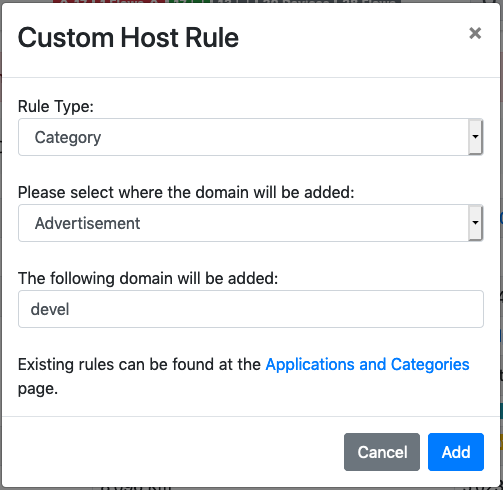 Custom Host Rule
×
Rule Type:
Category
Please select where the domain will be added:
Advertisement
The following domain will be added:
devel
Existing rules can be found at the Applications and Categories
page.
Cancel
Add